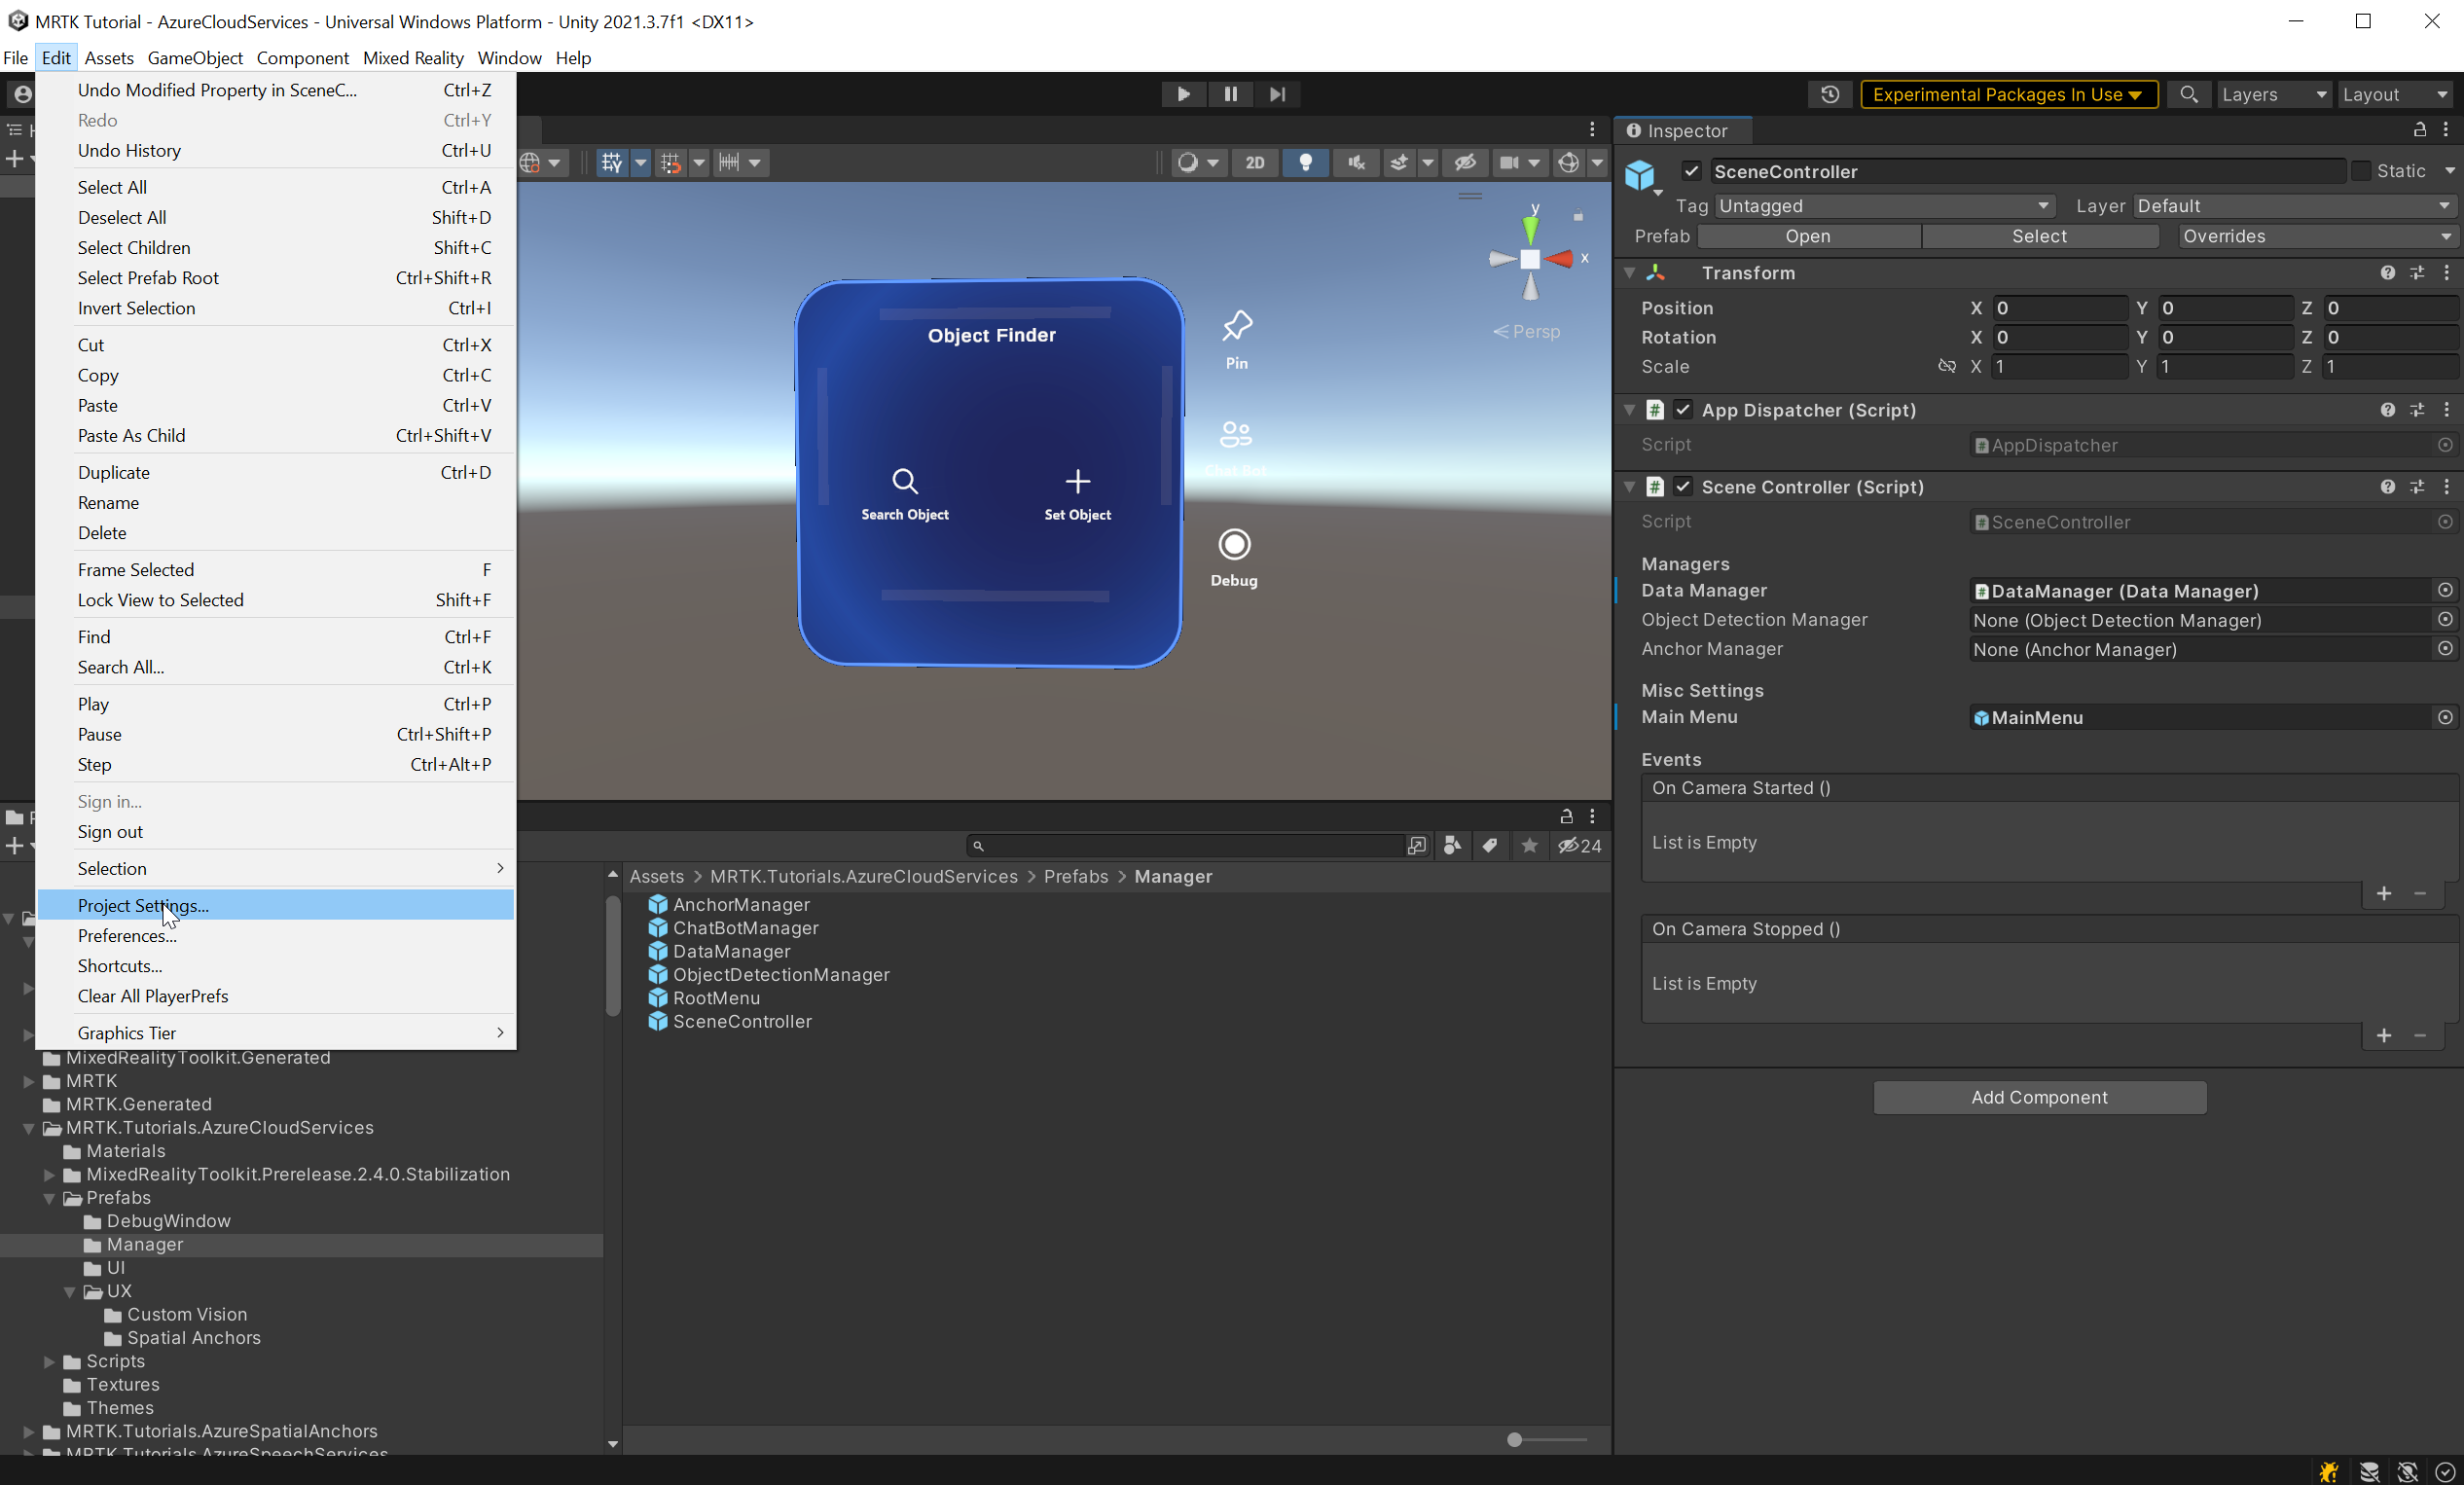 MRTK Tutorial - AzureCloudServices - Universal Windows Platform - Unity 2021.3.7f1 <DX11>
File Edit Assets GameObject Component Mixed Reality Window Help
Undo Modified Property in SceneC... Ctrl+Z
Redo Ctrl+Y
Undo History Ctrl+U
Select All Ctrl+A
Deselect All Shift+D
Select Children Shift+C
Select Prefab Root Ctrl+Shift+R
Invert Selection Ctrl+I
Cut Ctrl+X
Copy Ctrl+C
Paste Ctrl+V
Paste As Child Ctrl+Shift+V
Duplicate Ctrl+D
Rename
Delete
Frame Selected F
Lock View to Selected Shift+F
Find Ctrl+F
Search All... Ctrl+K
Play Ctrl+P
Pause Ctrl+Shift+P
Step Ctrl+Alt+P
Sign in...
Sign out
Selection
Project Settings...
Preferences...
Shortcuts...
Clear All PlayerPrefs
Graphics Tier
MixedRealityToolkit.Generated
MRTK
MRTK.Generated
MRTK.Tutorials.AzureCloudServices
Materials
MixedRealityToolkit.Prerelease.2.4.0.Stabilization
Prefabs
DebugWindow
Manager
UI
UX
Custom Vision
Spatial Anchors
Scripts
Textures
Themes
MRTK.Tutorials.AzureSpatialAnchors
MRTK.Tutorials.AzureSpeechServices
2D
y
x
Persp
Object Finder
Search Object
Set Object
Pin
Chat Bot
Debug
24
Assets > MRTK.Tutorials.AzureCloudServices > Prefabs > Manager
AnchorManager
ChatBotManager
DataManager
ObjectDetectionManager
RootMenu
SceneController
Experimental Packages In Use
Layers
Layout
Inspector
SceneController Static
Tag Untagged Layer Default
Prefab Open Select Overrides
Transform
Position X 0 Y 0 Z 0
Rotation X 0 Y 0 Z 0
Scale X 1 Y 1 Z 1
# App Dispatcher (Script)
Script # AppDispatcher
# Scene Controller (Script)
Script # SceneController
Managers
Data Manager # DataManager (Data Manager)
Object Detection Manager None (Object Detection Manager)
Anchor Manager None (Anchor Manager)
Misc Settings
Main Menu MainMenu
Events
On Camera Started ()
List is Empty
+ −
On Camera Stopped ()
List is Empty
+ −
Add Component